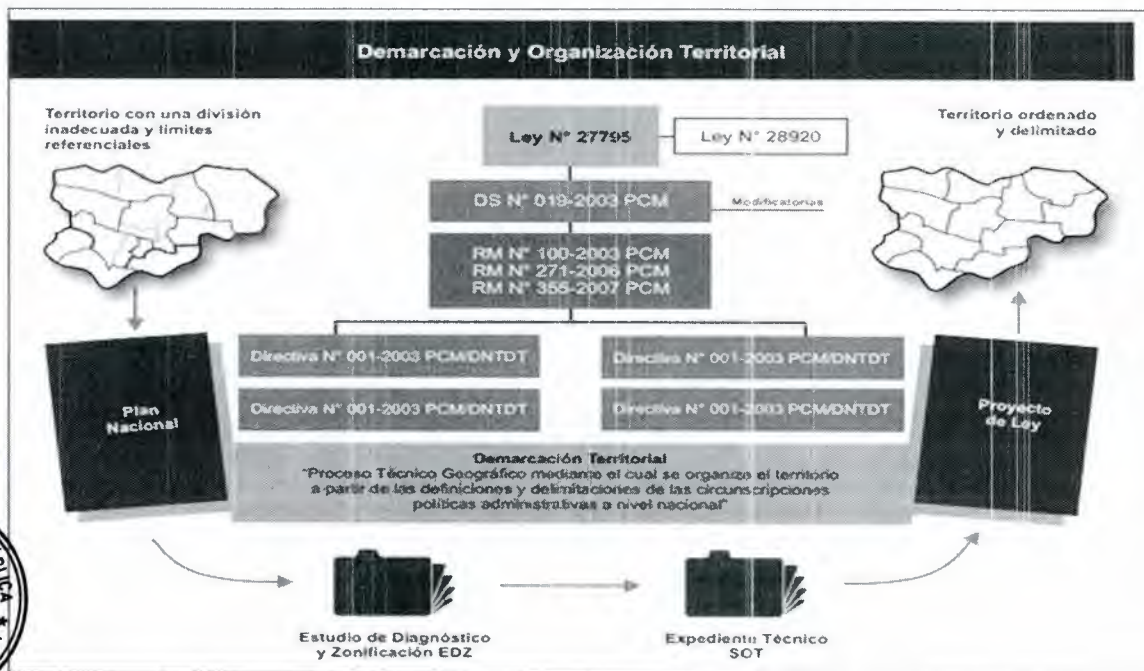 Demarcación y Organización Territorial
Territorio con una división
inadecuada y límites
referenciales
Territorio ordenado
y delimitado
Ley N° 27795
Ley N° 28920
DS N° 019-2003 PCM
Modificatorias
RM N° 100-2003 PCM
RM N° 271-2006 PCM
RM N° 355-2007 PCM
Directiva N° 001-2003 PCM/DNTDT
Directiva N° 001-2003 PCM/DNTDT
Directiva N° 001-2003 PCM/DNTDT
Directiva N° 001-2003 PCM/DNTDT
Plan
Nacional
Proyecto
de Ley
Demarcación Territorial
"Proceso Técnico Geográfico mediante el cual se organiza el territorio
a partir de las definiciones y delimitaciones de las circunscripciones
políticas administrativas a nivel nacional"
Estudio de Diagnóstico
y Zonificación EDZ
Expediente Técnico
SOT